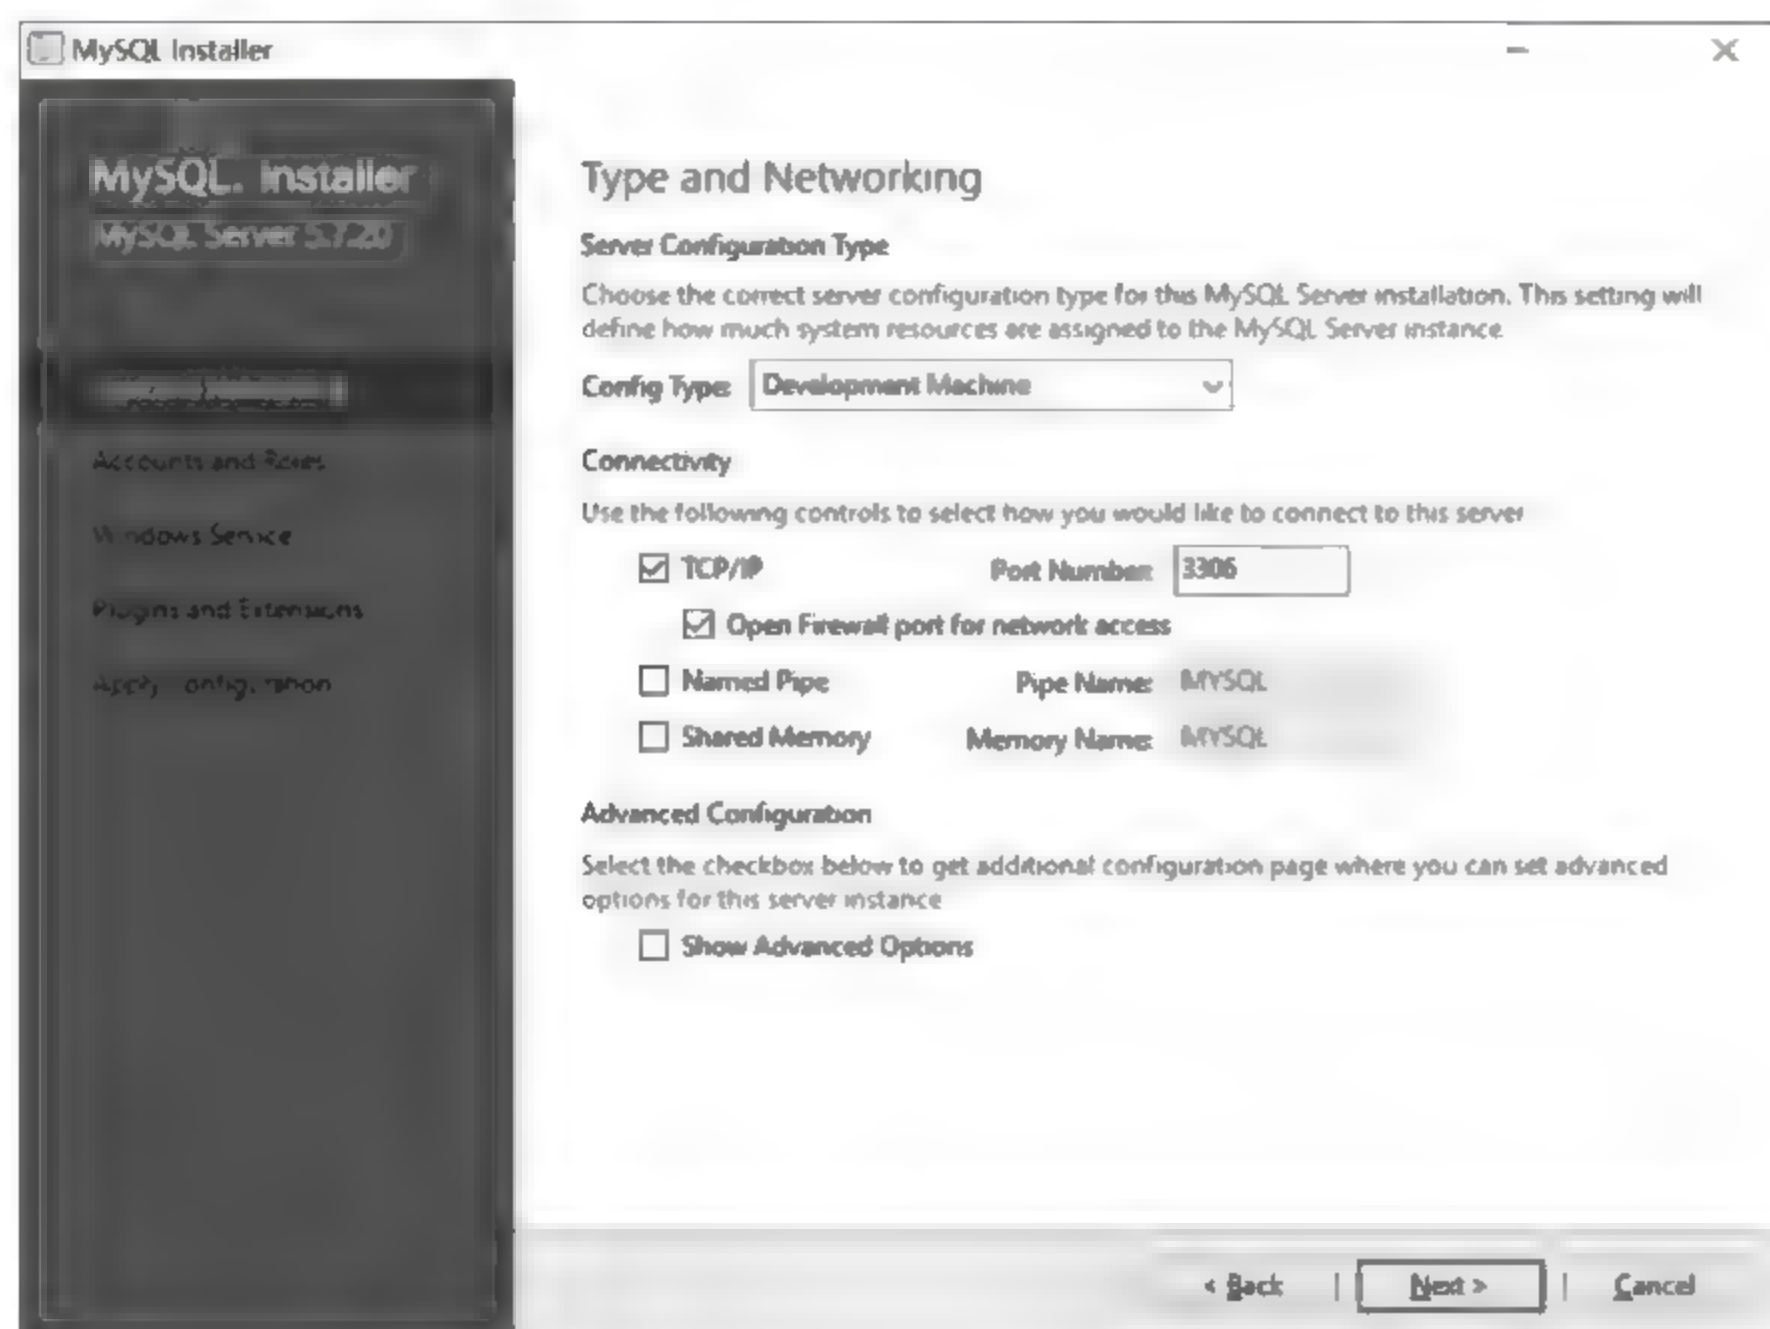 MySQL Installer
MySQL. Installer
MySQL Server 5.7.20
Accounts and Roles
Windows Service
Plugins and Extensions
Apply Configuration
Type and Networking
Server Configuration Type
Choose the correct server configuration type for this MySQL Server installation. This setting will
define how much system resources are assigned to the MySQL Server instance
Config Type: Development Machine
Connectivity
Use the following controls to select how you would like to connect to this server
TCP/IP Port Number: 3306
Open Firewall port for network access
Named Pipe Pipe Name: MYSQL
Shared Memory Memory Name: MYSQL
Advanced Configuration
Select the checkbox below to get additional configuration page where you can set advanced
options for this server instance
Show Advanced Options
< Back Next > Cancel